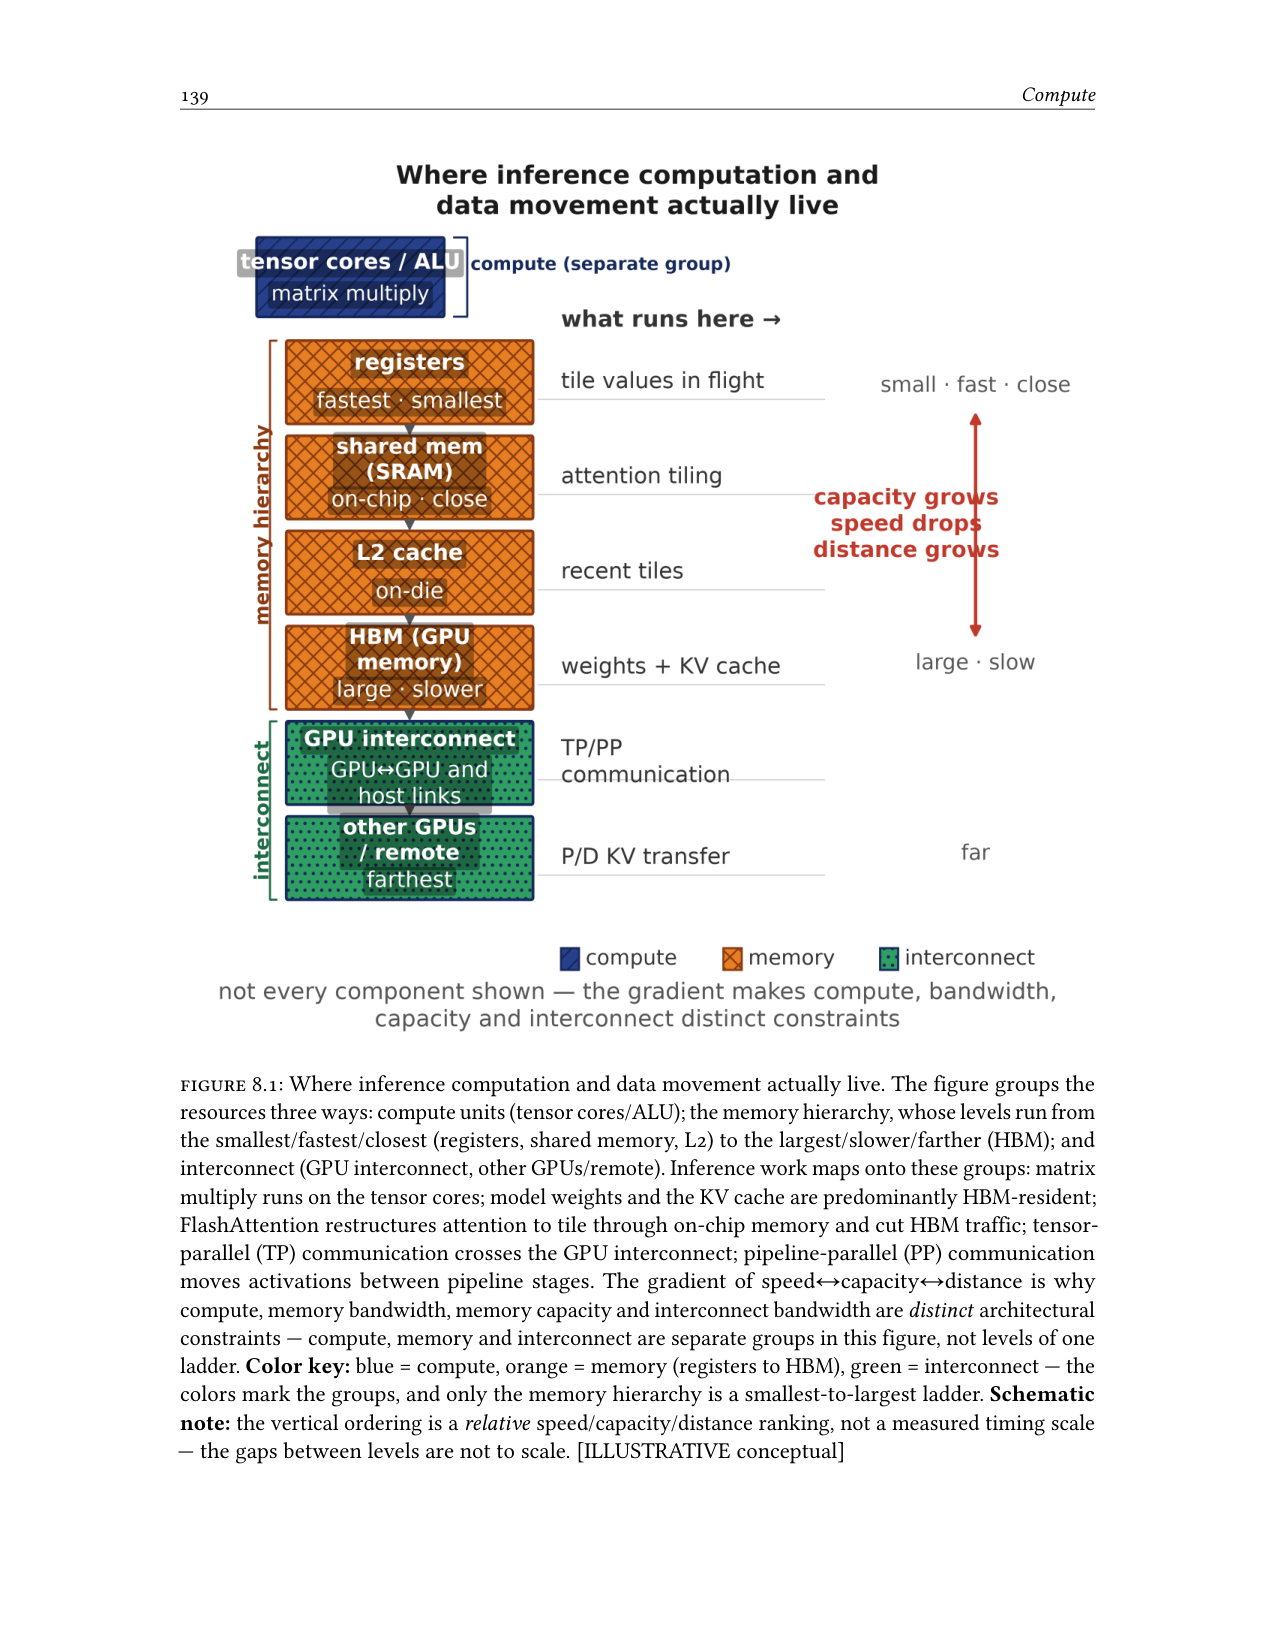 139
Compute
Where inference computation and
data movement actually live
tensor cores / ALU
matrix multiply
compute (separate group)
what runs here →
memory hierarchy
registers
fastest · smallest
tile values in flight
small · fast · close
shared mem
(SRAM)
on-chip · close
attention tiling
capacity grows
speed drops
distance grows
L2 cache
on-die
recent tiles
HBM (GPU
memory)
large · slower
weights + KV cache
large · slow
interconnect
GPU interconnect
GPU↔GPU and
host links
TP/PP
communication
other GPUs
/ remote
farthest
P/D KV transfer
far
compute
memory
interconnect
not every component shown — the gradient makes compute, bandwidth,
capacity and interconnect distinct constraints
FIGURE 8.1: Where inference computation and data movement actually live. The figure groups the
resources three ways: compute units (tensor cores/ALU); the memory hierarchy, whose levels run from
the smallest/fastest/closest (registers, shared memory, L2) to the largest/slower/farther (HBM); and
interconnect (GPU interconnect, other GPUs/remote). Inference work maps onto these groups: matrix
multiply runs on the tensor cores; model weights and the KV cache are predominantly HBM-resident;
FlashAttention restructures attention to tile through on-chip memory and cut HBM traffic; tensor-
parallel (TP) communication crosses the GPU interconnect; pipeline-parallel (PP) communication
moves activations between pipeline stages. The gradient of speed↔capacity↔distance is why
compute, memory bandwidth, memory capacity and interconnect bandwidth are distinct architectural
constraints — compute, memory and interconnect are separate groups in this figure, not levels of one
ladder. Color key: blue = compute, orange = memory (registers to HBM), green = interconnect — the
colors mark the groups, and only the memory hierarchy is a smallest-to-largest ladder. Schematic
note: the vertical ordering is a relative speed/capacity/distance ranking, not a measured timing scale
— the gaps between levels are not to scale. [ILLUSTRATIVE conceptual]